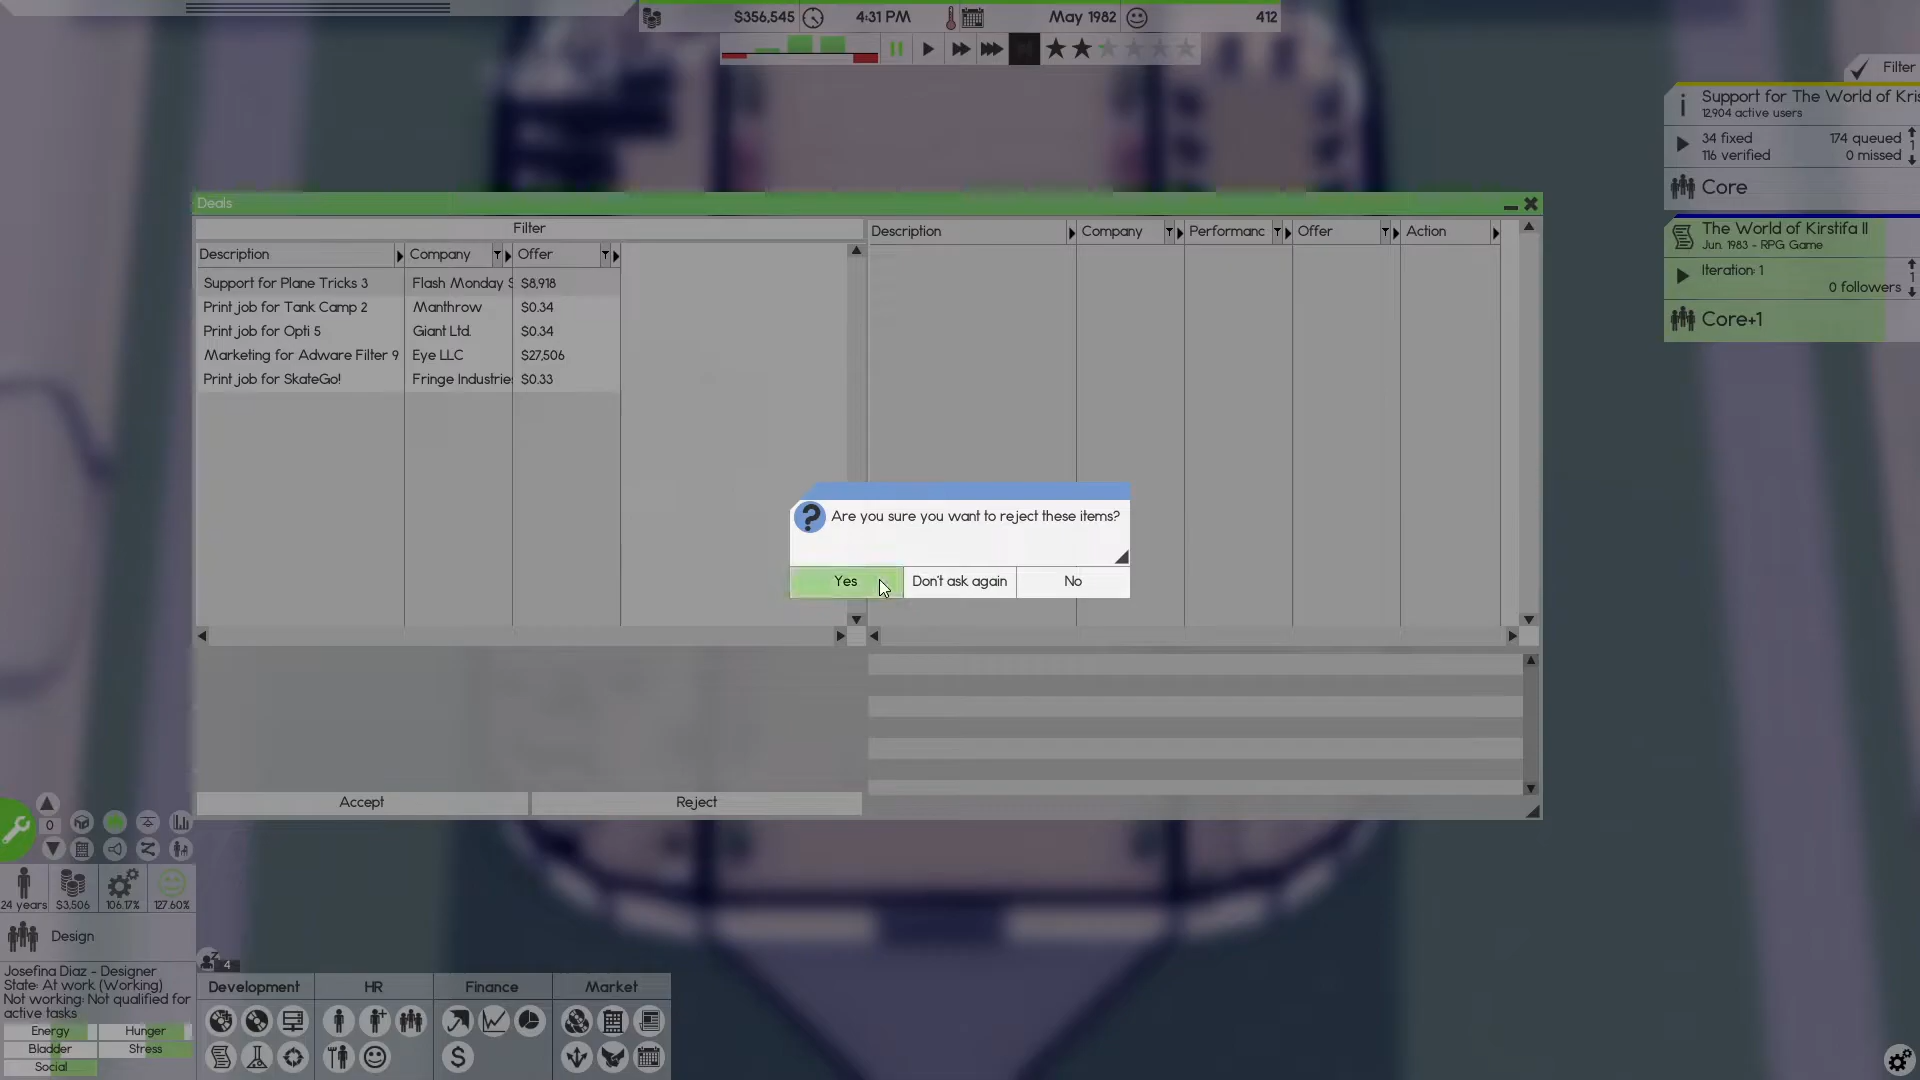 $356,545
4:31 PM
May 1982
412
Filter
Support for The World of Kris
12,904 active users
34 fixed
174 queued
116 verified
0 missed
1
Core
The World of Kirstifa II
Jun. 1983 - RPG Game
Iteration: 1
0 followers
1
Core+1
Deals
Filter
Description
Company
Offer
Support for Plane Tricks 3
Flash Monday S
$8,918
Print job for Tank Camp 2
Manthrow
$0.34
Print job for Opti 5
Giant Ltd.
$0.34
Marketing for Adware Filter 9
Eye LLC
$27,506
Print job for SkateGo!
Fringe Industries
$0.33
Description
Company
Performanc
Offer
Action
Are you sure you want to reject these items?
Yes
Don't ask again
No
Accept
Reject
0
24 years
$3,506
106.17%
127.60%
Design
Josefina Diaz - Designer
State: At work (Working)
Not working: Not qualified for
active tasks
Energy
Hunger
Bladder
Stress
Social
4
Development
HR
Finance
Market